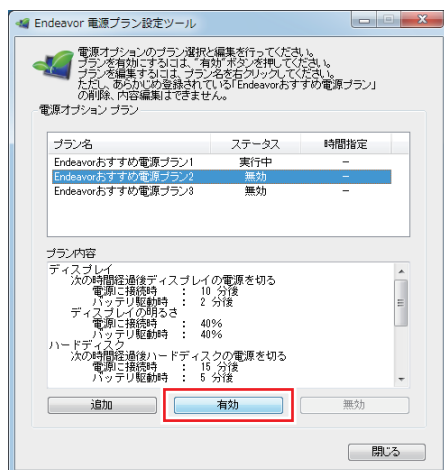 Endeavor 電源プラン設定ツール
電源オプションのプラン選択と編集を行ってください。
プランを有効にするには、"有効"ボタンを押してください。
プランを編集するには、プラン名を右クリックしてください。
ただし、あらかじめ登録されている「Endeavorおすすめ電源プラン」
の削除、内容編集はできません。
電源オプション プラン
プラン名 ステータス 時間指定
Endeavorおすすめ電源プラン1 実行中 −
Endeavorおすすめ電源プラン2 無効 −
Endeavorおすすめ電源プラン3 無効 −
プラン内容
ディスプレイ
次の時間経過後ディスプレイの電源を切る
電源に接続時 : 10 分後
バッテリ駆動時 : 2 分後
ディスプレイの明るさ
電源に接続時 : 40%
バッテリ駆動時 : 40%
ハードディスク
次の時間経過後ハードディスクの電源を切る
電源に接続時 : 15 分後
バッテリ駆動時 : 5 分後
追加 有効 無効
閉じる